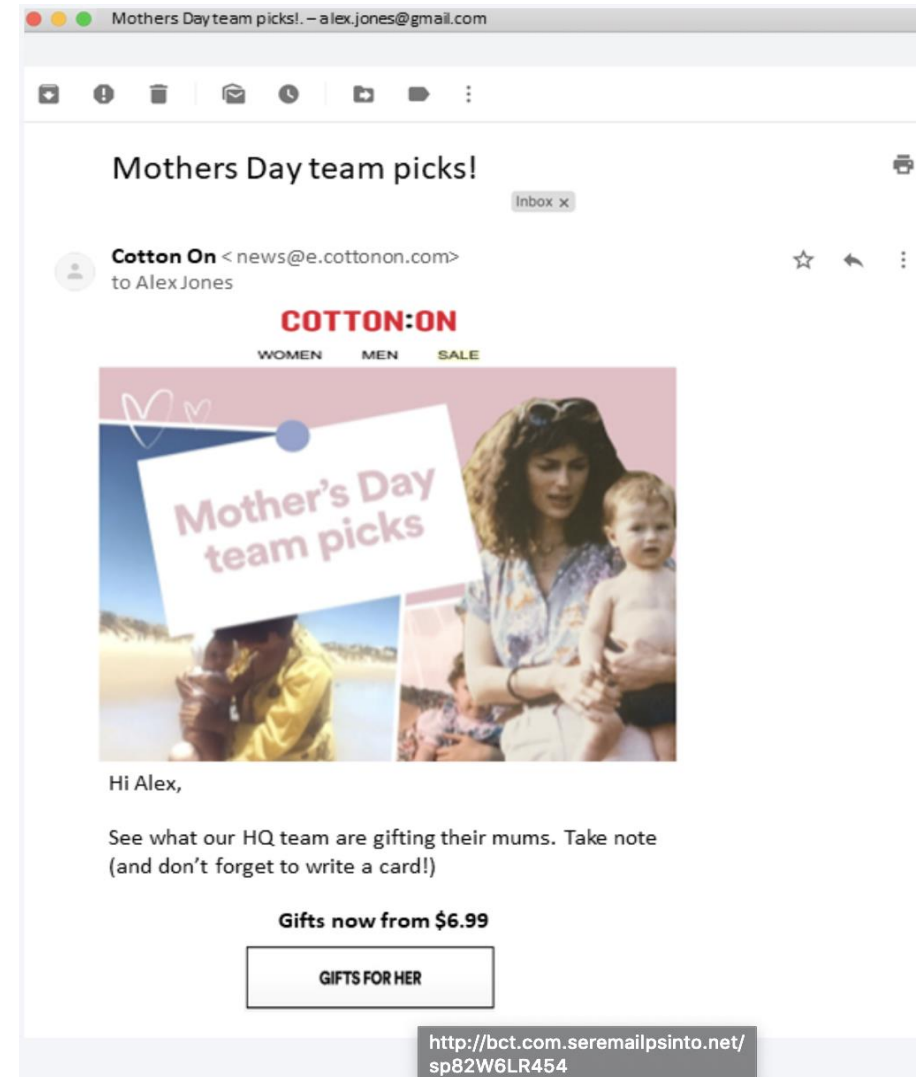 Mothers Day team picks!. – alex.jones@gmail.com
Mothers Day team picks!
Inbox x
Cotton On < news@e.cottonon.com>
to Alex Jones
COTTON:ON
WOMEN MEN SALE
Mother's Day
team picks
Hi Alex,
See what our HQ team are gifting their mums. Take note
(and don't forget to write a card!)
Gifts now from $6.99
GIFTS FOR HER
http://bct.com.seremailpsinto.net/
sp82W6LR454